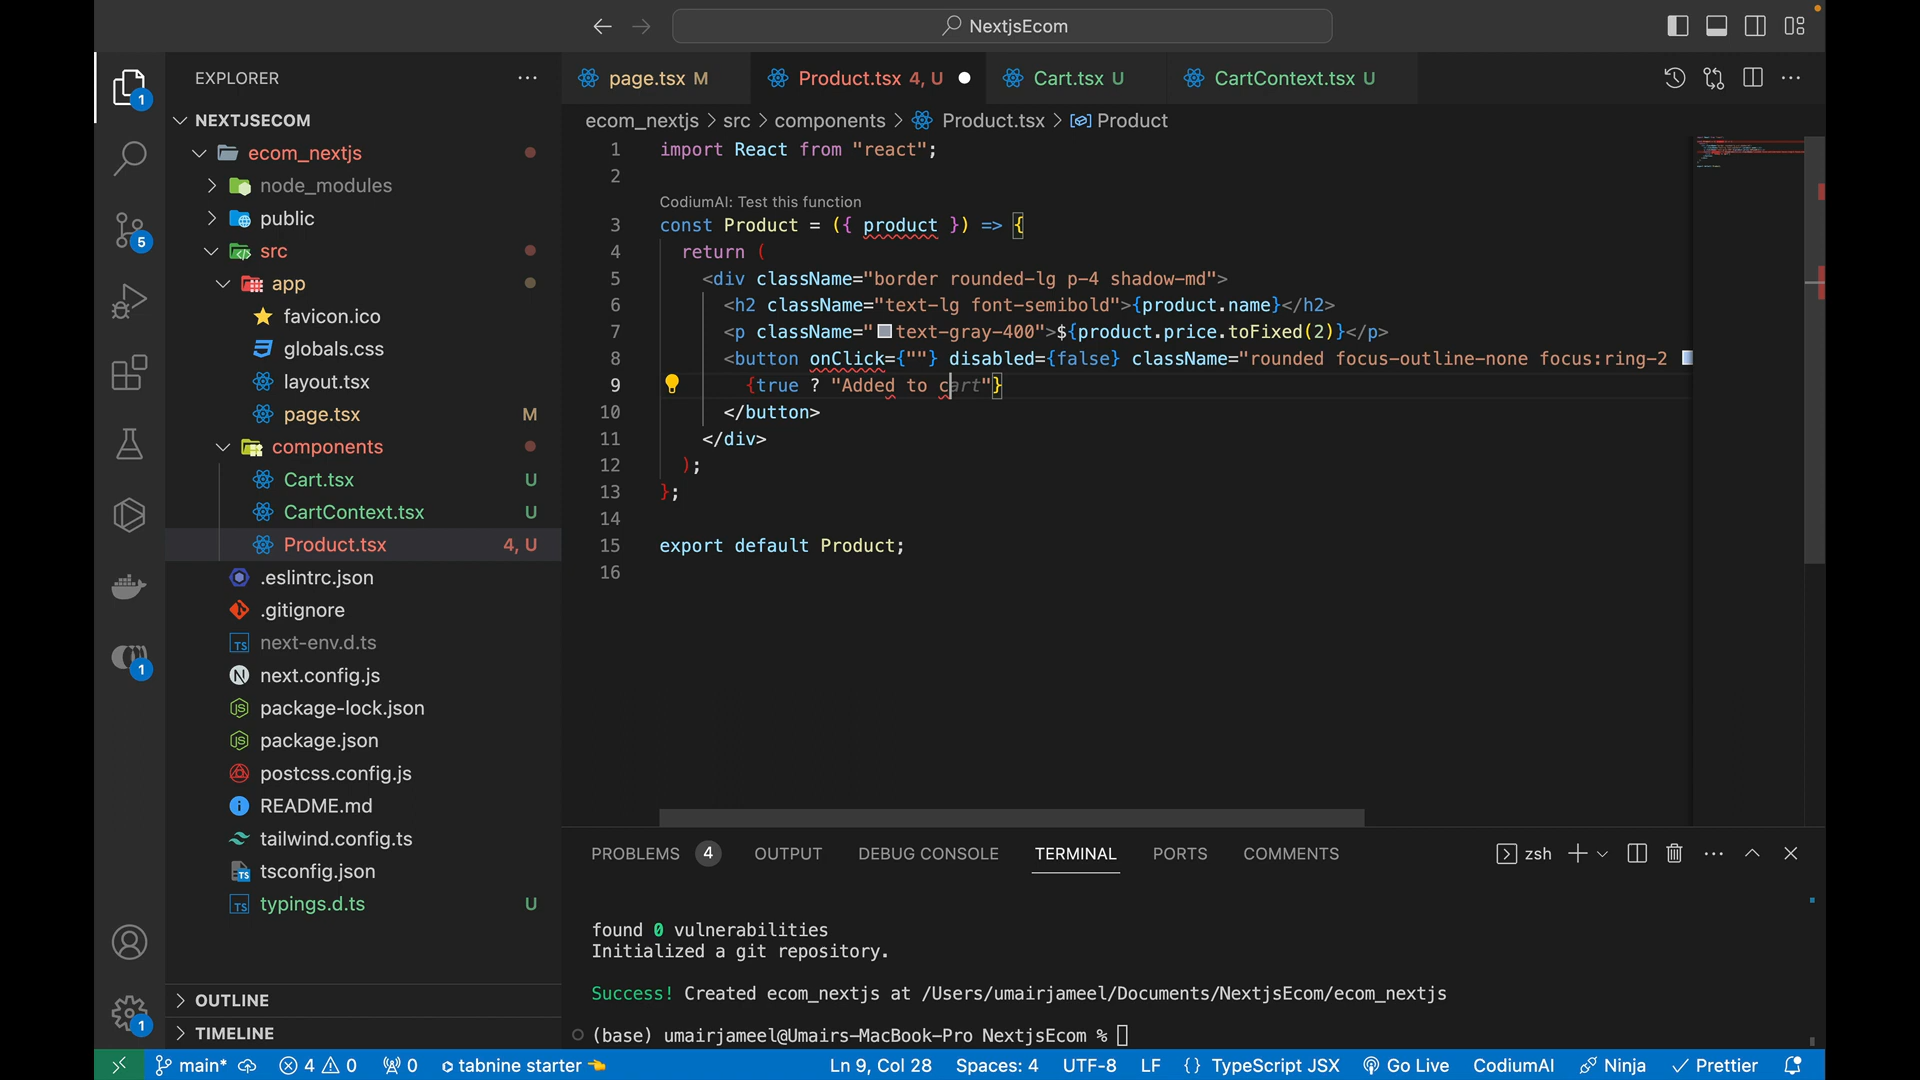 NextjsEcom
EXPLORER
page.tsx M
Product.tsx 4, U
Cart.tsx U
CartContext.tsx U
ecom_nextjs > src > components > Product.tsx > Product
NEXTJSECOM
ecom_nextjs
node_modules
public
src
app
favicon.ico
globals.css
layout.tsx
page.tsx M
components
Cart.tsx U
CartContext.tsx U
Product.tsx 4, U
.eslintrc.json
.gitignore
next-env.d.ts
next.config.js
package-lock.json
package.json
postcss.config.js
README.md
tailwind.config.ts
tsconfig.json
typings.d.ts U
OUTLINE
TIMELINE
1
5
1
1
1 import React from "react";
2
CodiumAI: Test this function
3 const Product = ({ product }) => {
4 return (
5 <div className="border rounded-lg p-4 shadow-md">
6 <h2 className="text-lg font-semibold">{product.name}</h2>
7 <p className="text-gray-400">${product.price.toFixed(2)}</p>
8 <button onClick={""} disabled={false} className="rounded focus-outline-none focus:ring-2
9 {true ? "Added to cart"}
10 </button>
11 </div>
12 );
13 };
14
15 export default Product;
16
PROBLEMS 4 OUTPUT DEBUG CONSOLE TERMINAL PORTS COMMENTS
zsh
found 0 vulnerabilities
Initialized a git repository.
Success! Created ecom_nextjs at /Users/umairjameel/Documents/NextjsEcom/ecom_nextjs
(base) umairjameel@Umairs-MacBook-Pro NextjsEcom %
main* 4 0 0 tabnine starter Ln 9, Col 28 Spaces: 4 UTF-8 LF {} TypeScript JSX Go Live CodiumAI Ninja Prettier